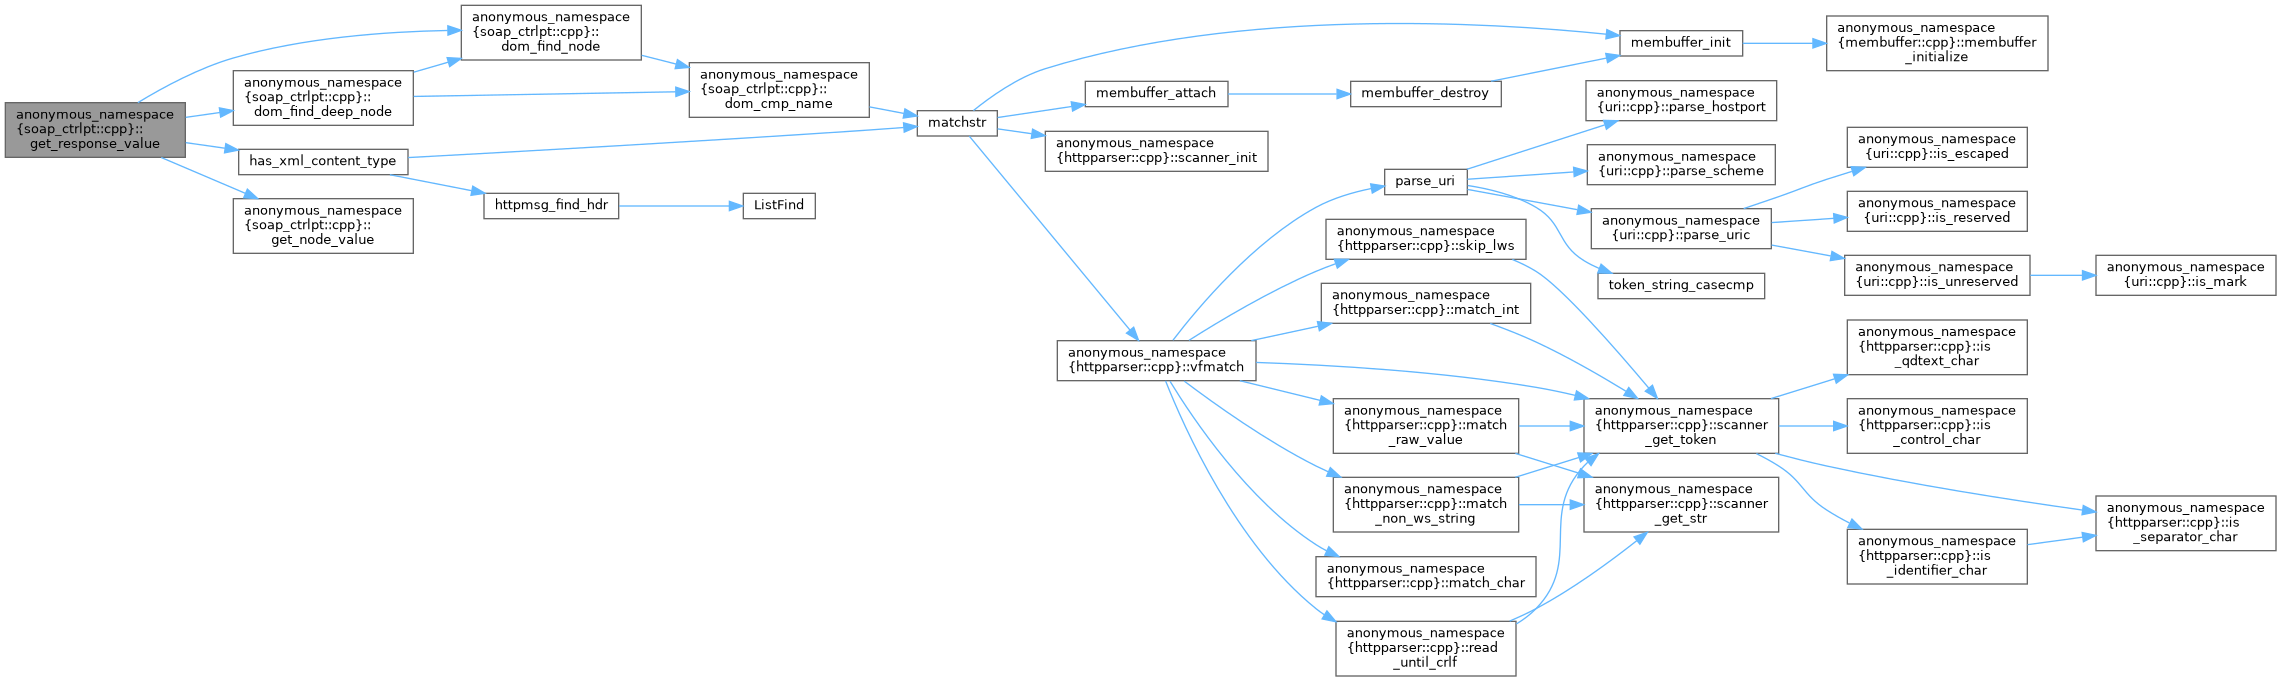 anonymous_namespace
{soap_ctrlpt::cpp}::
get_response_value
anonymous_namespace
{soap_ctrlpt::cpp}::
dom_find_node
anonymous_namespace
{soap_ctrlpt::cpp}::
dom_find_deep_node
has_xml_content_type
anonymous_namespace
{soap_ctrlpt::cpp}::
get_node_value
anonymous_namespace
{soap_ctrlpt::cpp}::
dom_cmp_name
httpmsg_find_hdr
ListFind
matchstr
membuffer_attach
anonymous_namespace
{httpparser::cpp}::scanner_init
anonymous_namespace
{httpparser::cpp}::vfmatch
membuffer_destroy
membuffer_init
anonymous_namespace
{membuffer::cpp}::membuffer
_initialize
parse_uri
anonymous_namespace
{uri::cpp}::parse_hostport
anonymous_namespace
{uri::cpp}::parse_scheme
anonymous_namespace
{uri::cpp}::parse_uric
token_string_casecmp
anonymous_namespace
{uri::cpp}::is_escaped
anonymous_namespace
{uri::cpp}::is_reserved
anonymous_namespace
{uri::cpp}::is_unreserved
anonymous_namespace
{uri::cpp}::is_mark
anonymous_namespace
{httpparser::cpp}::skip_lws
anonymous_namespace
{httpparser::cpp}::match_int
anonymous_namespace
{httpparser::cpp}::match
_raw_value
anonymous_namespace
{httpparser::cpp}::match
_non_ws_string
anonymous_namespace
{httpparser::cpp}::match_char
anonymous_namespace
{httpparser::cpp}::read
_until_crlf
anonymous_namespace
{httpparser::cpp}::scanner
_get_token
anonymous_namespace
{httpparser::cpp}::scanner
_get_str
anonymous_namespace
{httpparser::cpp}::is
_qdtext_char
anonymous_namespace
{httpparser::cpp}::is
_control_char
anonymous_namespace
{httpparser::cpp}::is
_identifier_char
anonymous_namespace
{httpparser::cpp}::is
_separator_char